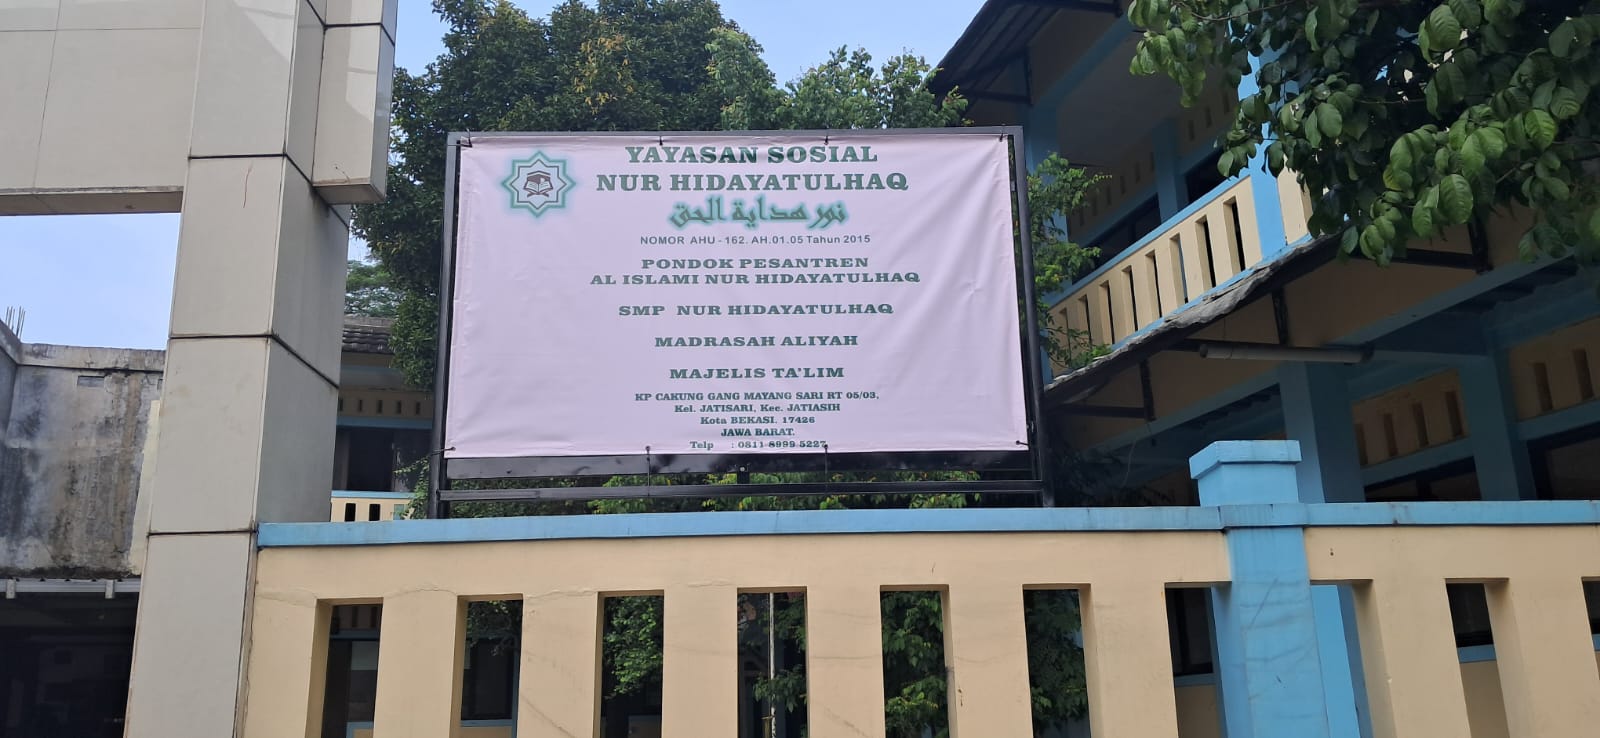 YAYASAN SOSIAL
NUR HIDAYATULHAQ
نور هداية الحق
NOMOR AHU - 162. AH.01.05 Tahun 2015
PONDOK PESANTREN
AL ISLAMI NUR HIDAYATULHAQ
SMP NUR HIDAYATULHAQ
MADRASAH ALIYAH
MAJELIS TA'LIM
KP CAKUNG GANG MAYANG SARI RT 05/03,
Kel. JATISARI, Kec. JATIASIH
Kota BEKASI. 17426
JAWA BARAT.
Telp : 0811 8999 5227